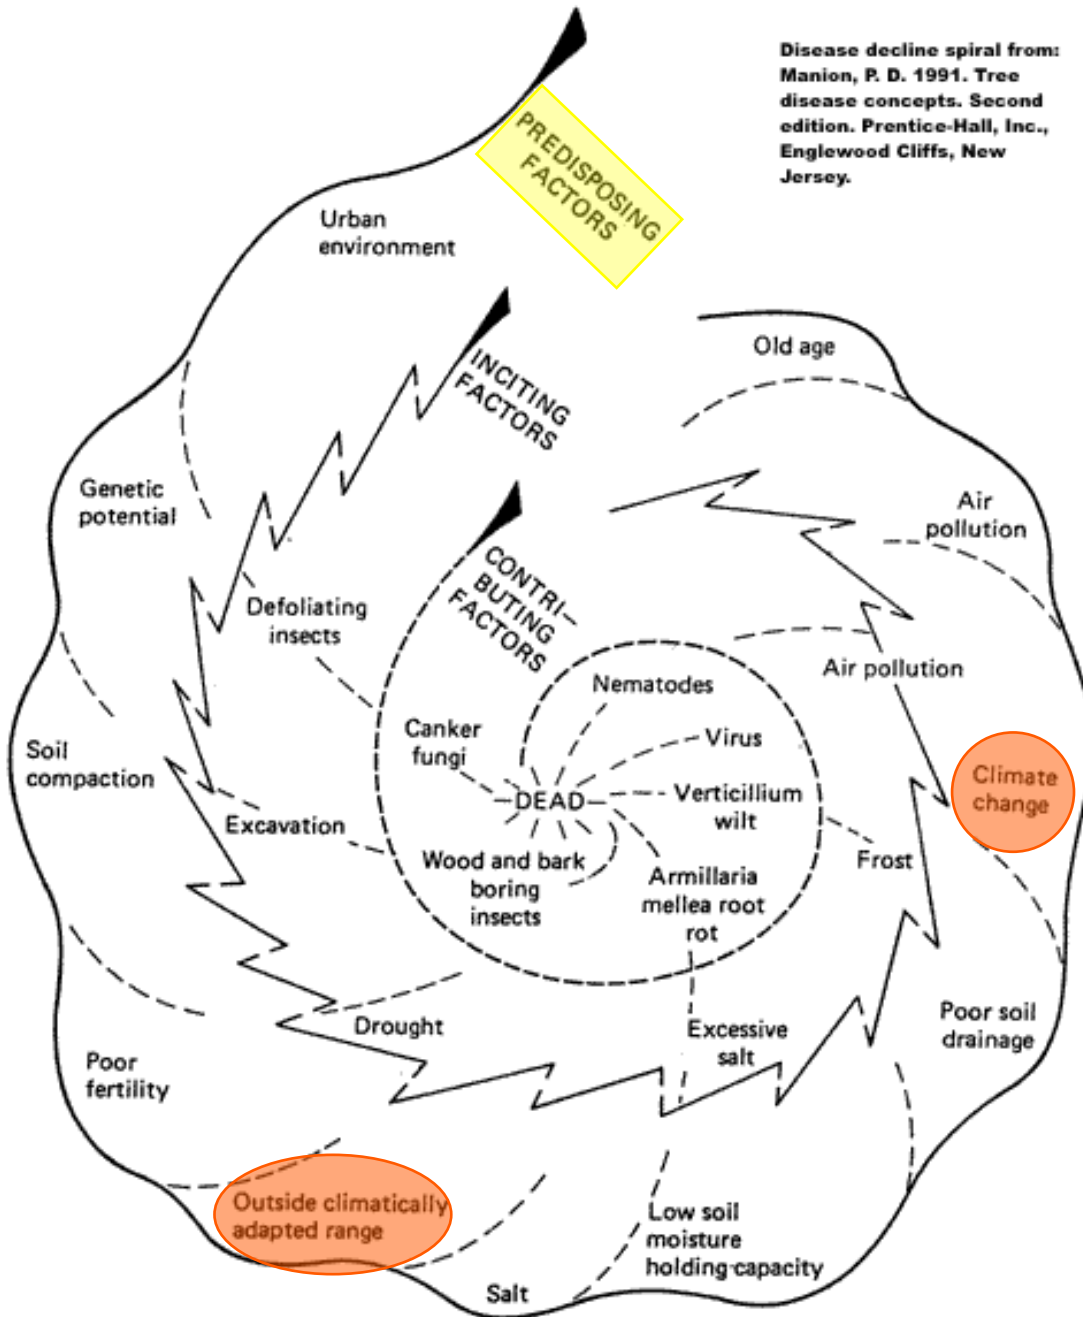 Disease decline spiral from:
Manion, P. D. 1991. Tree
disease concepts. Second
edition. Prentice-Hall, Inc.,
Englewood Cliffs, New
Jersey.
PREDISPOSING
FACTORS
Urban
environment
INCITING
FACTORS
Old age
Genetic
potential
Air
pollution
CONTRI-
BUTING
FACTORS
Defoliating
insects
Air pollution
Nematodes
Canker
fungi
Virus
Soil
compaction
Climate
change
DEAD
Verticillium
wilt
Excavation
Frost
Wood and bark
boring
insects
Armillaria
mellea root
rot
Drought
Excessive
salt
Poor soil
drainage
Poor
fertility
Outside climatically
adapted range
Low soil
moisture
holding-capacity
Salt